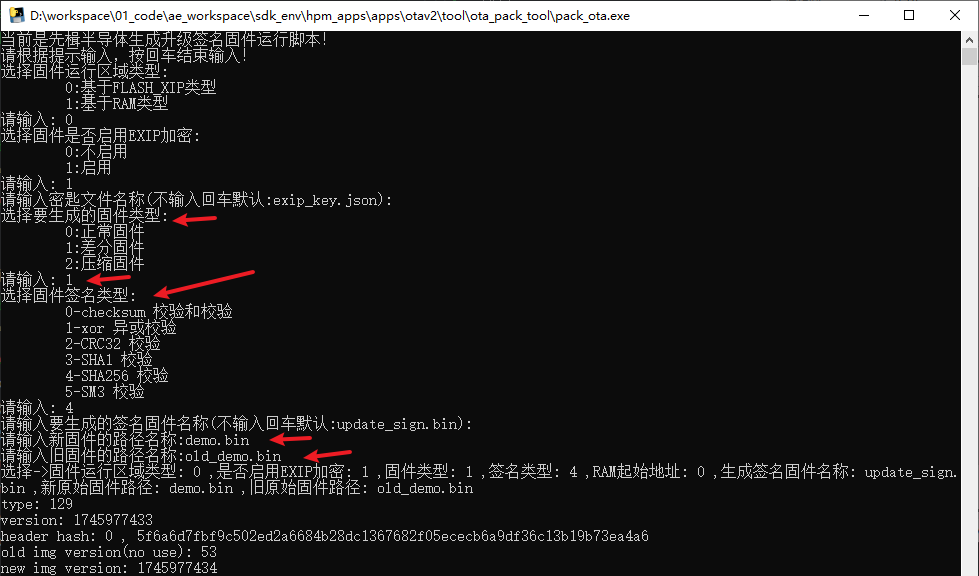 D:\workspace\01_code\ae_workspace\sdk_env\hpm_apps\apps\otav2\tool\ota_pack_tool\pack_ota.exe
当前是先楫半导体生成升级签名固件运行脚本!
请根据提示输入，按回车结束输入!
选择固件运行区域类型:
0:基于FLASH_XIP类型
1:基于RAM类型
请输入: 0
选择固件是否启用EXIP加密:
0:不启用
1:启用
请输入: 1
请输入密匙文件名称(不输入回车默认:exip_key.json):
选择要生成的固件类型:
0:正常固件
1:差分固件
2:压缩固件
请输入: 1
选择固件签名类型:
0-checksum 校验和校验
1-xor 异或校验
2-CRC32 校验
3-SHA1 校验
4-SHA256 校验
5-SM3 校验
请输入: 4
请输入要生成的签名固件名称(不输入回车默认:update_sign.bin):
请输入新固件的路径名称:demo.bin
请输入旧固件的路径名称:old_demo.bin
选择->固件运行区域类型: 0 ,是否启用EXIP加密: 1 ,固件类型: 1 ,签名类型: 4 ,RAM起始地址: 0 ,生成签名固件名称: update_sign.
bin ,新原始固件路径: demo.bin ,旧原始固件路径: old_demo.bin
type: 129
version: 1745977433
header hash: 0 , 5f6a6d7fbf9c502ed2a6684b28dc1367682f05ececb6a9df36c13b19b73ea4a6
old img version(no use): 53
new img version: 1745977434